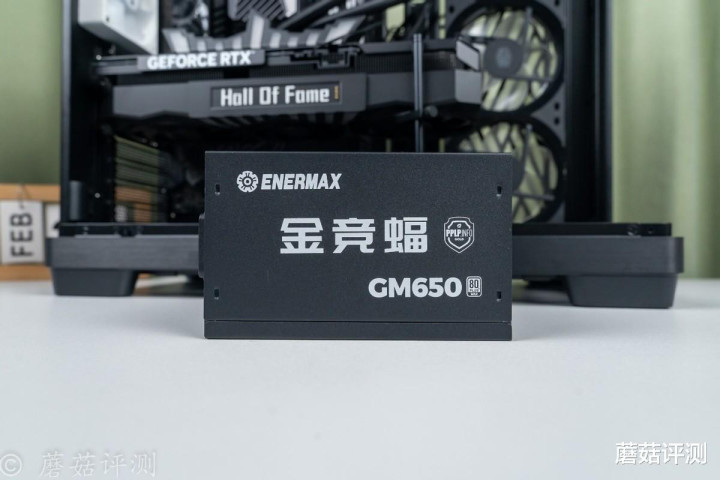 GEFORCE RTX
Hall Of Fame
FEB
ENERMAX
金竞蝠
PPLP INFO
GM650
80
© 蘑菇评测
蘑菇评测